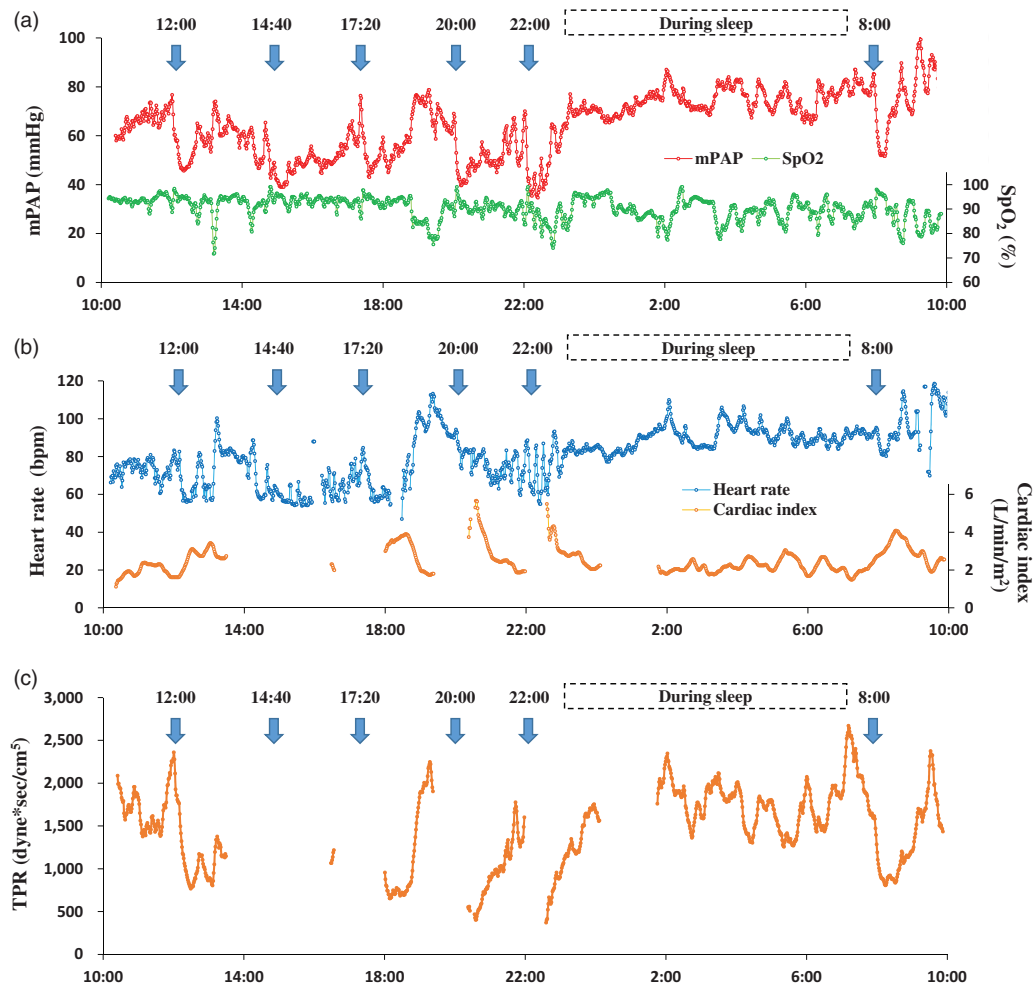 (a)
12:00 14:40 17:20 20:00 22:00 During sleep 8:00
mPAP (mmHg)
100
80
60
40
20
0
mPAP SpO2
100
90
80
70
60
SpO2 (%)
10:00 14:00 18:00 22:00 2:00 6:00 10:00
(b)
12:00 14:40 17:20 20:00 22:00 During sleep 8:00
Heart rate (bpm)
120
100
80
60
40
20
0
Heart rate
Cardiac index
6
4
2
0
Cardiac index
(L/min/m2)
10:00 14:00 18:00 22:00 2:00 6:00 10:00
(c)
12:00 14:40 17:20 20:00 22:00 During sleep 8:00
TPR (dyne*sec/cm5)
3,000
2,500
2,000
1,500
1,000
500
0
10:00 14:00 18:00 22:00 2:00 6:00 10:00